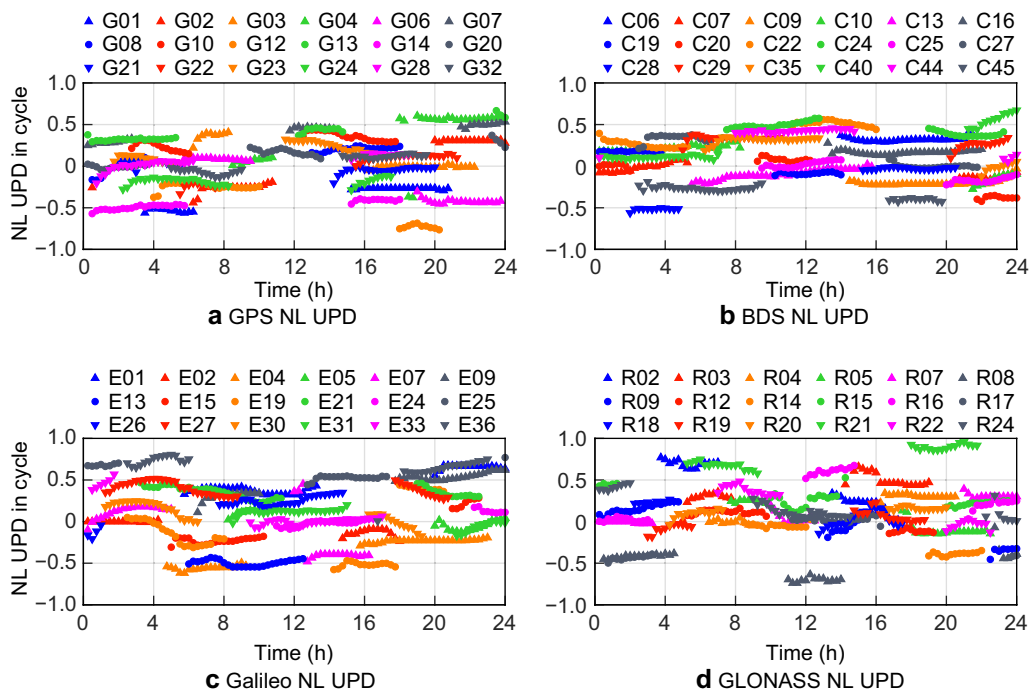 G01 G02 G03 G04 G06 G07
G08 G10 G12 G13 G14 G20
G21 G22 G23 G24 G28 G32
NL UPD in cycle
1.0
0.5
0
−0.5
−1.0
0 4 8 12 16 20 24
Time (h)
a GPS NL UPD
C06 C07 C09 C10 C13 C16
C19 C20 C22 C24 C25 C27
C28 C29 C35 C40 C44 C45
1.0
0.5
0
−0.5
−1.0
0 4 8 12 16 20 24
Time (h)
b BDS NL UPD
E01 E02 E04 E05 E07 E09
E13 E15 E19 E21 E24 E25
E26 E27 E30 E31 E33 E36
NL UPD in cycle
1.0
0.5
0
−0.5
−1.0
0 4 8 12 16 20 24
Time (h)
c Galileo NL UPD
R02 R03 R04 R05 R07 R08
R09 R12 R14 R15 R16 R17
R18 R19 R20 R21 R22 R24
1.0
0.5
0
−0.5
−1.0
0 4 8 12 16 20 24
Time (h)
d GLONASS NL UPD